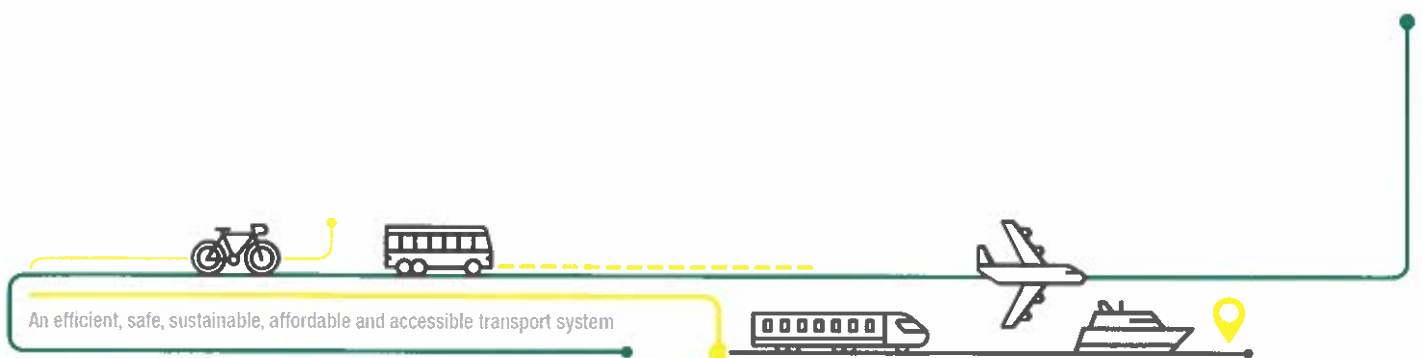 An efficient, safe, sustainable, affordable and accessible transport system